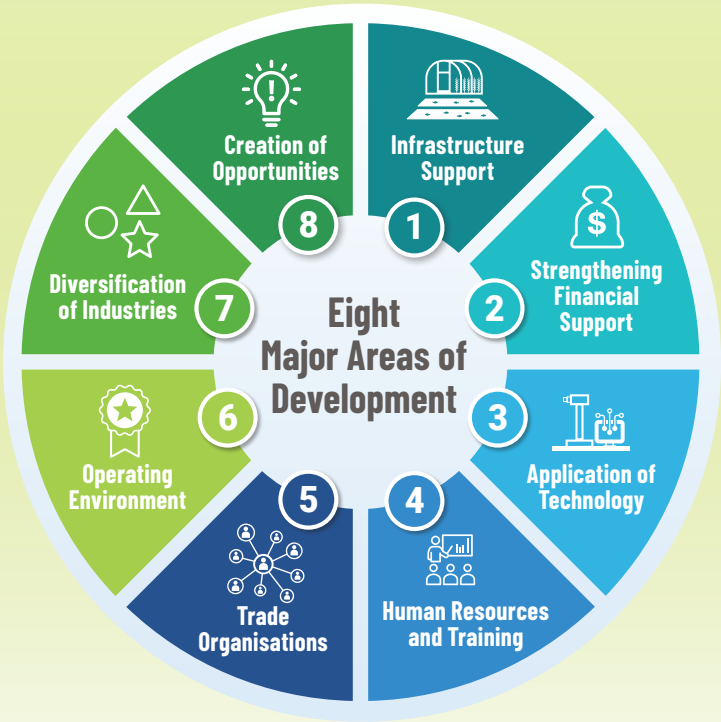 Eight
Major Areas of
Development
1
Infrastructure
Support
2
$
Strengthening
Financial
Support
3
Application of
Technology
4
Human Resources
and Training
5
Trade
Organisations
6
Operating
Environment
7
Diversification
of Industries
8
!
Creation of
Opportunities